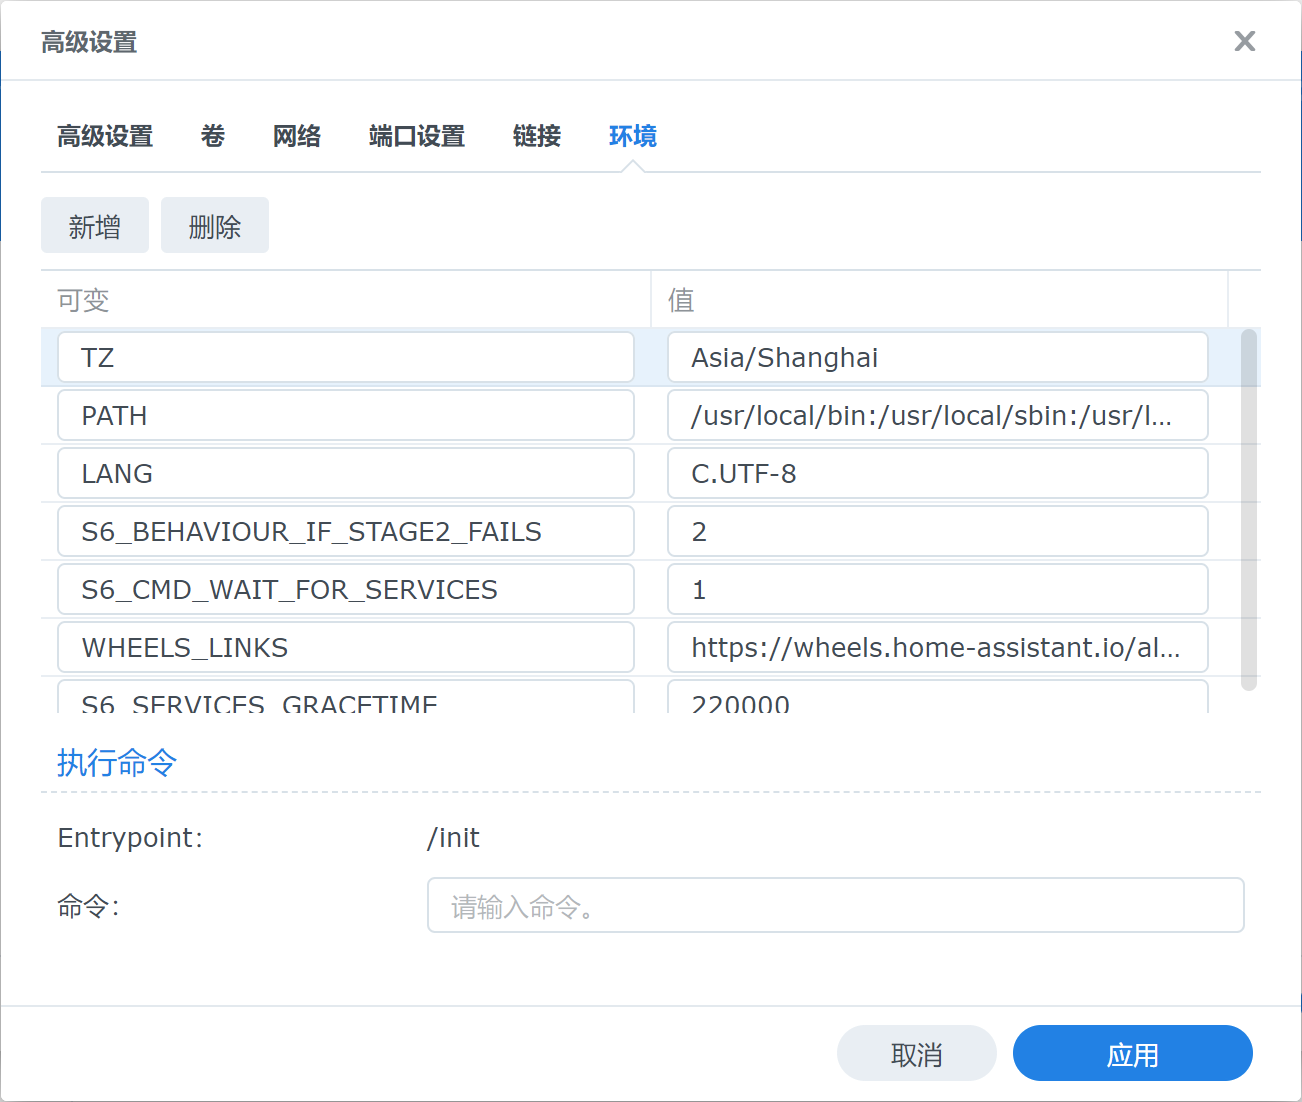 高级设置
高级设置 卷 网络 端口设置 链接 环境
新增 删除
可变 值
TZ Asia/Shanghai
PATH /usr/local/bin:/usr/local/sbin:/usr/l...
LANG C.UTF-8
S6_BEHAVIOUR_IF_STAGE2_FAILS 2
S6_CMD_WAIT_FOR_SERVICES 1
WHEELS_LINKS https://wheels.home-assistant.io/al...
S6_SERVICES_GRACETIME 220000
执行命令
Entrypoint: /init
命令: 请输入命令。
取消 应用